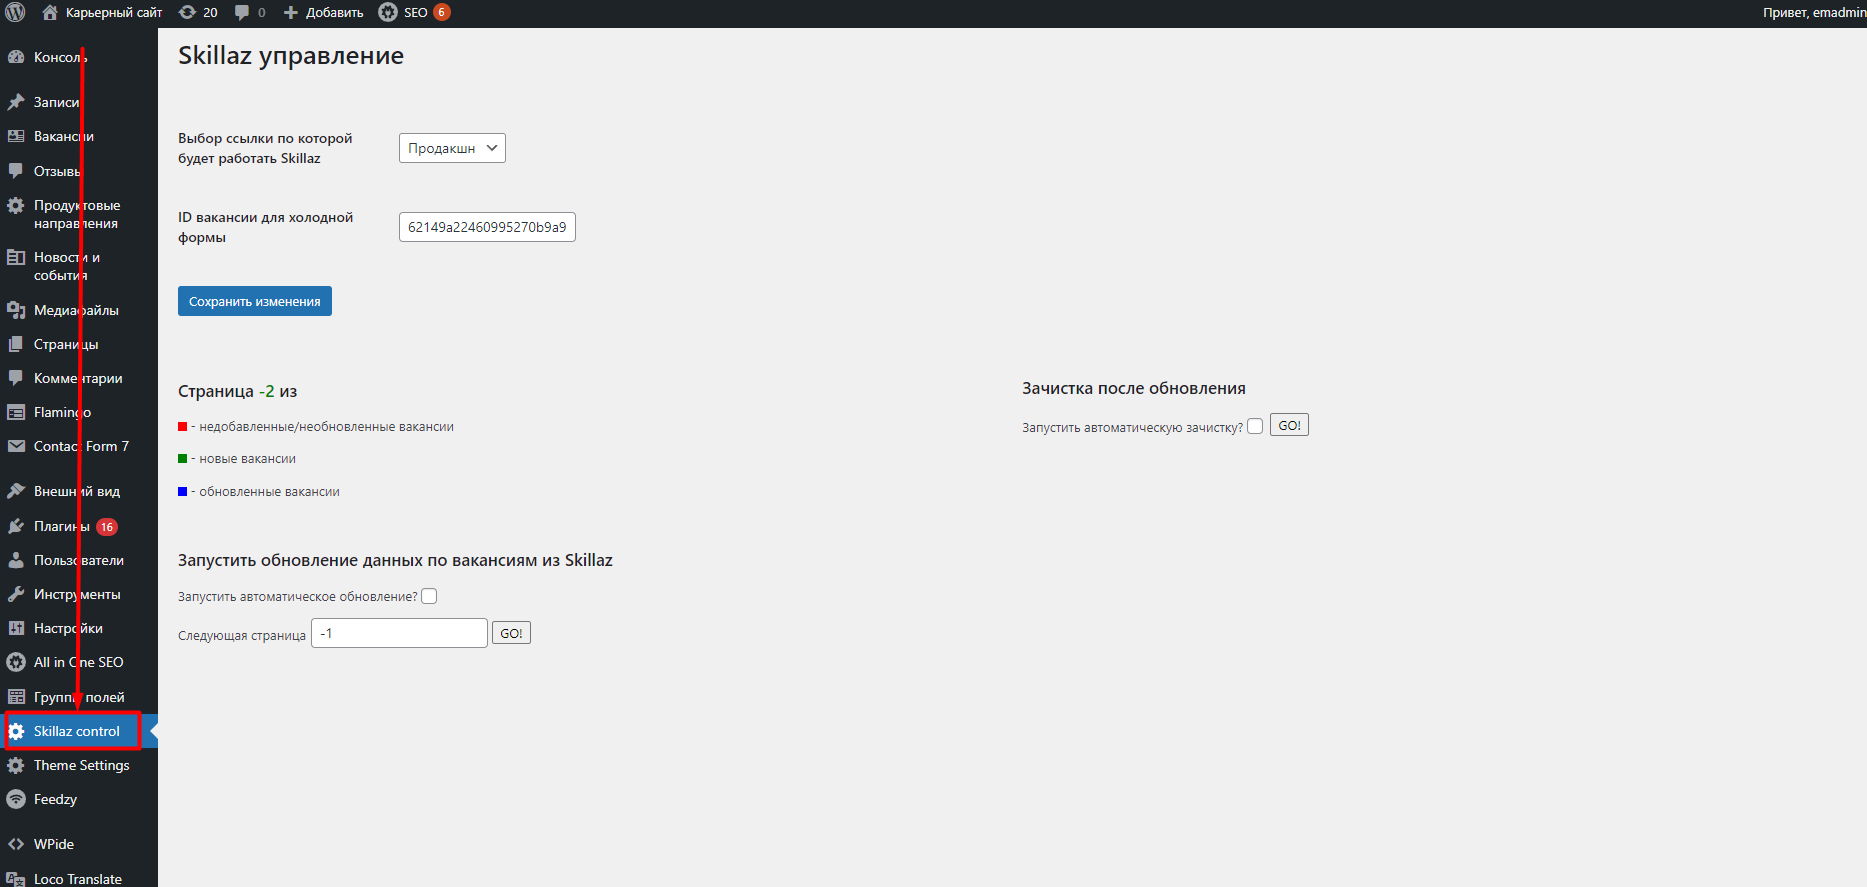 Карьерный сайт 20 0 Добавить SEO 6 Привет, emadmin
Консоль
Записи
Вакансии
Отзывы
Продуктовые
направления
Новости и
события
Медиафайлы
Страницы
Комментарии
Flamingo
Contact Form 7
Внешний вид
Плагины 16
Пользователи
Инструменты
Настройки
All in One SEO
Группы полей
Skillaz control
Theme Settings
Feedzy
WPide
Loco Translate
Skillaz управление
Выбор ссылки по которой
будет работать Skillaz
Продакшн
ID вакансии для холодной
формы
62149a22460995270b9a9
Сохранить изменения
Страница -2 из
- недобавленные/необновленные вакансии
- новые вакансии
- обновленные вакансии
Зачистка после обновления
Запустить автоматическую зачистку? GO!
Запустить обновление данных по вакансиям из Skillaz
Запустить автоматическое обновление?
Следующая страница -1 GO!